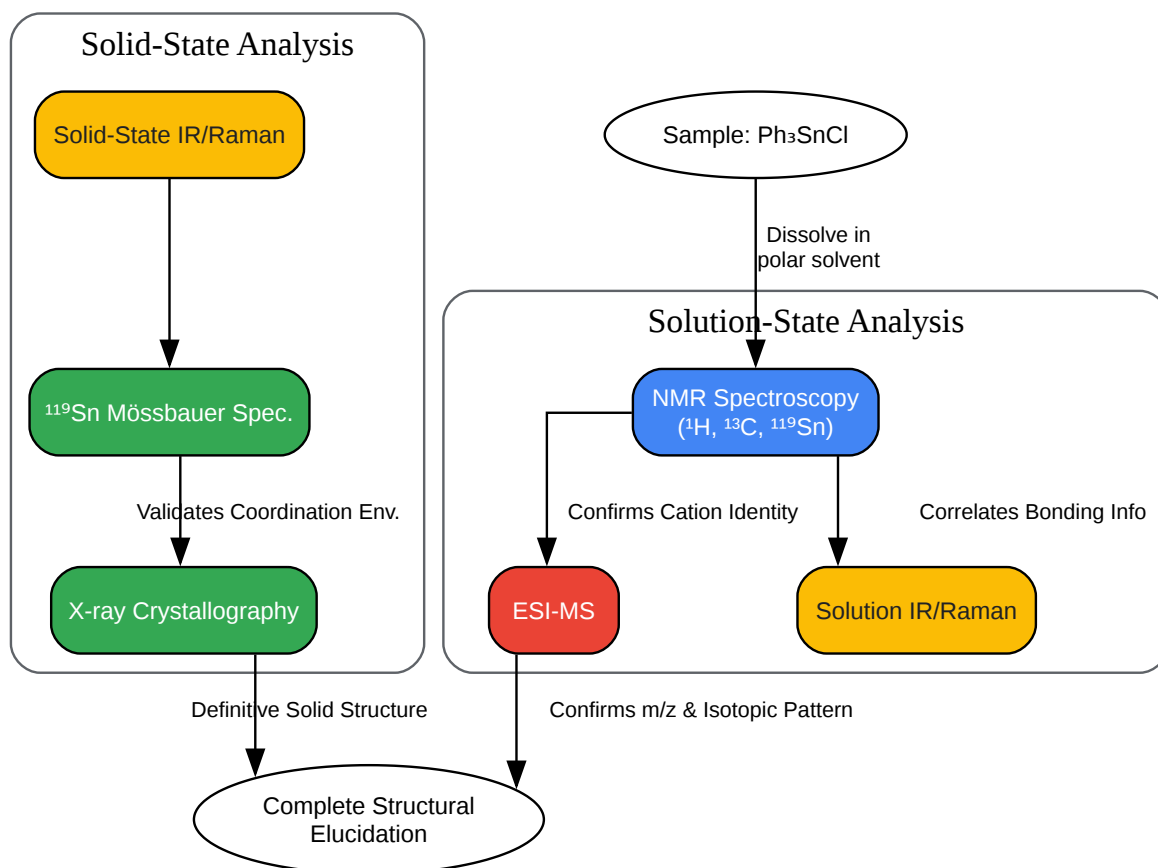 Solid-State Analysis
Solid-State IR/Raman
Sample: Ph₃SnCl
Dissolve in
polar solvent
Solution-State Analysis
¹¹⁹Sn Mössbauer Spec.
NMR Spectroscopy
(¹H, ¹³C, ¹¹⁹Sn)
Validates Coordination Env.
Confirms Cation Identity
Correlates Bonding Info
X-ray Crystallography
ESI-MS
Solution IR/Raman
Definitive Solid Structure
Confirms m/z & Isotopic Pattern
Complete Structural
Elucidation